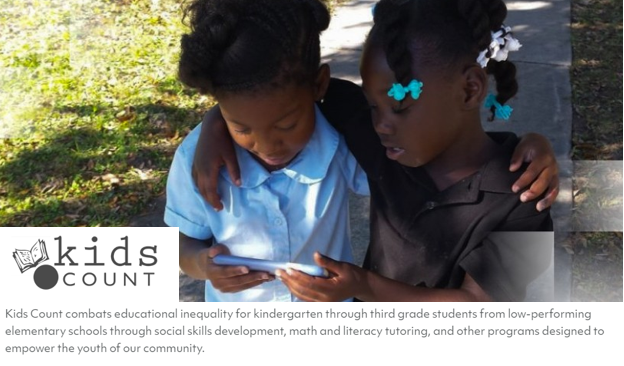 kids
COUNT
Kids Count combats educational inequality for kindergarten through third grade students from low-performing
elementary schools through social skills development, math and literacy tutoring, and other programs designed to
empower the youth of our community.